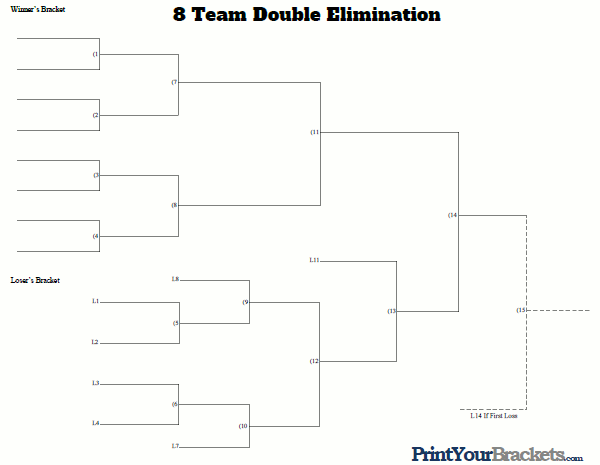 8 Team Double Elimination
Winner's Bracket
(1
(7
(2
(11
(3
(8
(4
(14
L11
Loser's Bracket
L8
L1
(9
(5
(13
(15
L2
(12
L3
(6
L4
(10
L7
L14 If First Loss
PrintYourBrackets.com